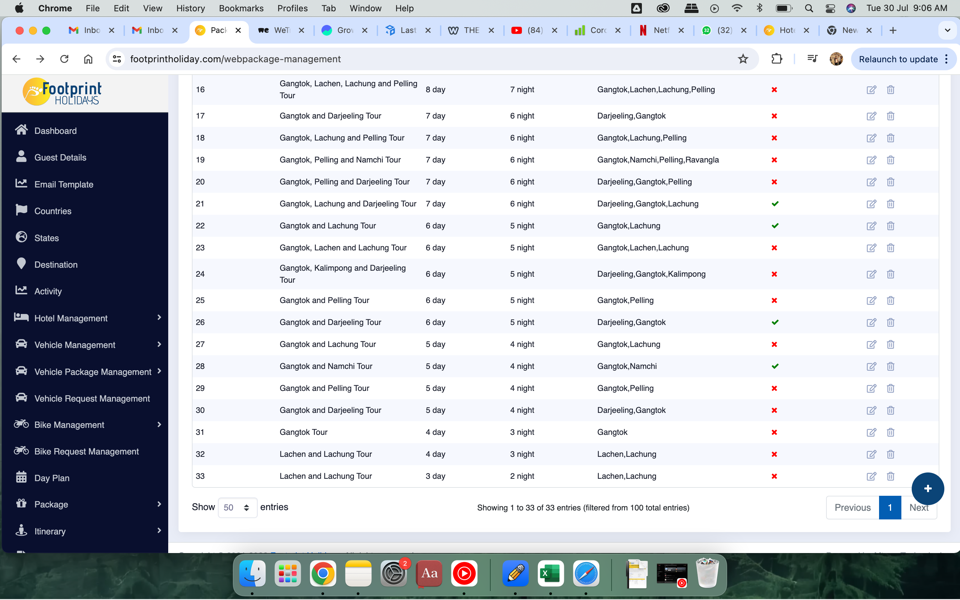 Chrome File Edit View History Bookmarks Profiles Tab Window Help Tue 30 Jul 9:06 AM
Inbo Inbo Pack WeT Grov Last THE (84) Corc Netf (32) Hot New
footprintholiday.com/webpackage-management Relaunch to update
Footprint
HOLIDAYS
Dashboard
Guest Details
Email Template
Countries
States
Destination
Activity
Hotel Management
Vehicle Management
Vehicle Package Management
Vehicle Request Management
Bike Management
Bike Request Management
Day Plan
Package
Itinerary
16 Gangtok, Lachen, Lachung and Pelling Tour 8 day 7 night Gangtok,Lachen,Lachung,Pelling
17 Gangtok and Darjeeling Tour 7 day 6 night Darjeeling,Gangtok
18 Gangtok, Lachung and Pelling Tour 7 day 6 night Gangtok,Lachung,Pelling
19 Gangtok, Pelling and Namchi Tour 7 day 6 night Gangtok,Namchi,Pelling,Ravangla
20 Gangtok, Pelling and Darjeeling Tour 7 day 6 night Darjeeling,Gangtok,Pelling
21 Gangtok, Lachung and Darjeeling Tour 7 day 6 night Darjeeling,Gangtok,Lachung
22 Gangtok and Lachung Tour 6 day 5 night Gangtok,Lachung
23 Gangtok, Lachen and Lachung Tour 6 day 5 night Gangtok,Lachen,Lachung
24 Gangtok, Kalimpong and Darjeeling Tour 6 day 5 night Darjeeling,Gangtok,Kalimpong
25 Gangtok and Pelling Tour 6 day 5 night Gangtok,Pelling
26 Gangtok and Darjeeling Tour 6 day 5 night Darjeeling,Gangtok
27 Gangtok and Lachung Tour 5 day 4 night Gangtok,Lachung
28 Gangtok and Namchi Tour 5 day 4 night Gangtok,Namchi
29 Gangtok and Pelling Tour 5 day 4 night Gangtok,Pelling
30 Gangtok and Darjeeling Tour 5 day 4 night Darjeeling,Gangtok
31 Gangtok Tour 4 day 3 night Gangtok
32 Lachen and Lachung Tour 4 day 3 night Lachen,Lachung
33 Lachen and Lachung Tour 3 day 2 night Lachen,Lachung
Show 50 entries Showing 1 to 33 of 33 entries (filtered from 100 total entries) Previous 1 Next
2 Aa